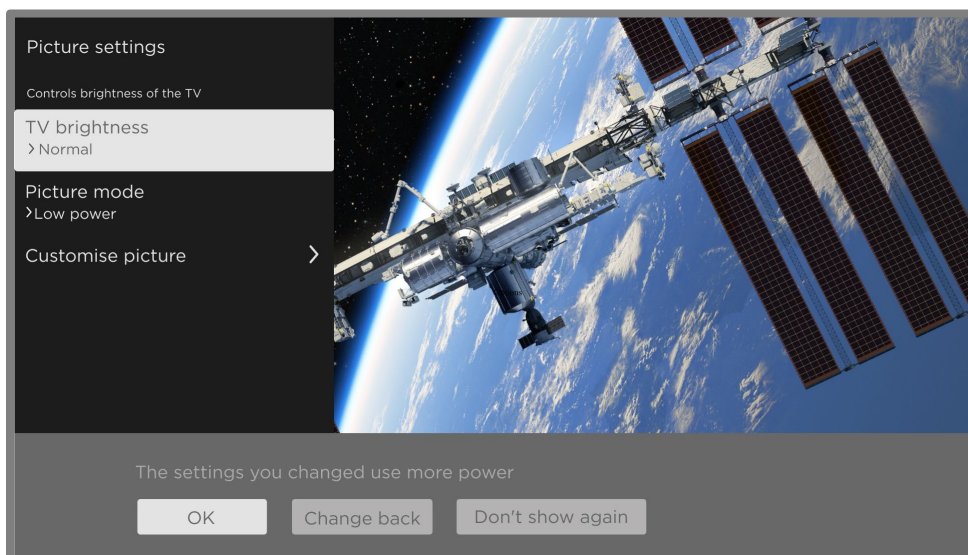 Picture settings
Controls brightness of the TV
TV brightness
Normal
Picture mode
Low power
Customise picture
The settings you changed use more power
OK
Change back
Don't show again